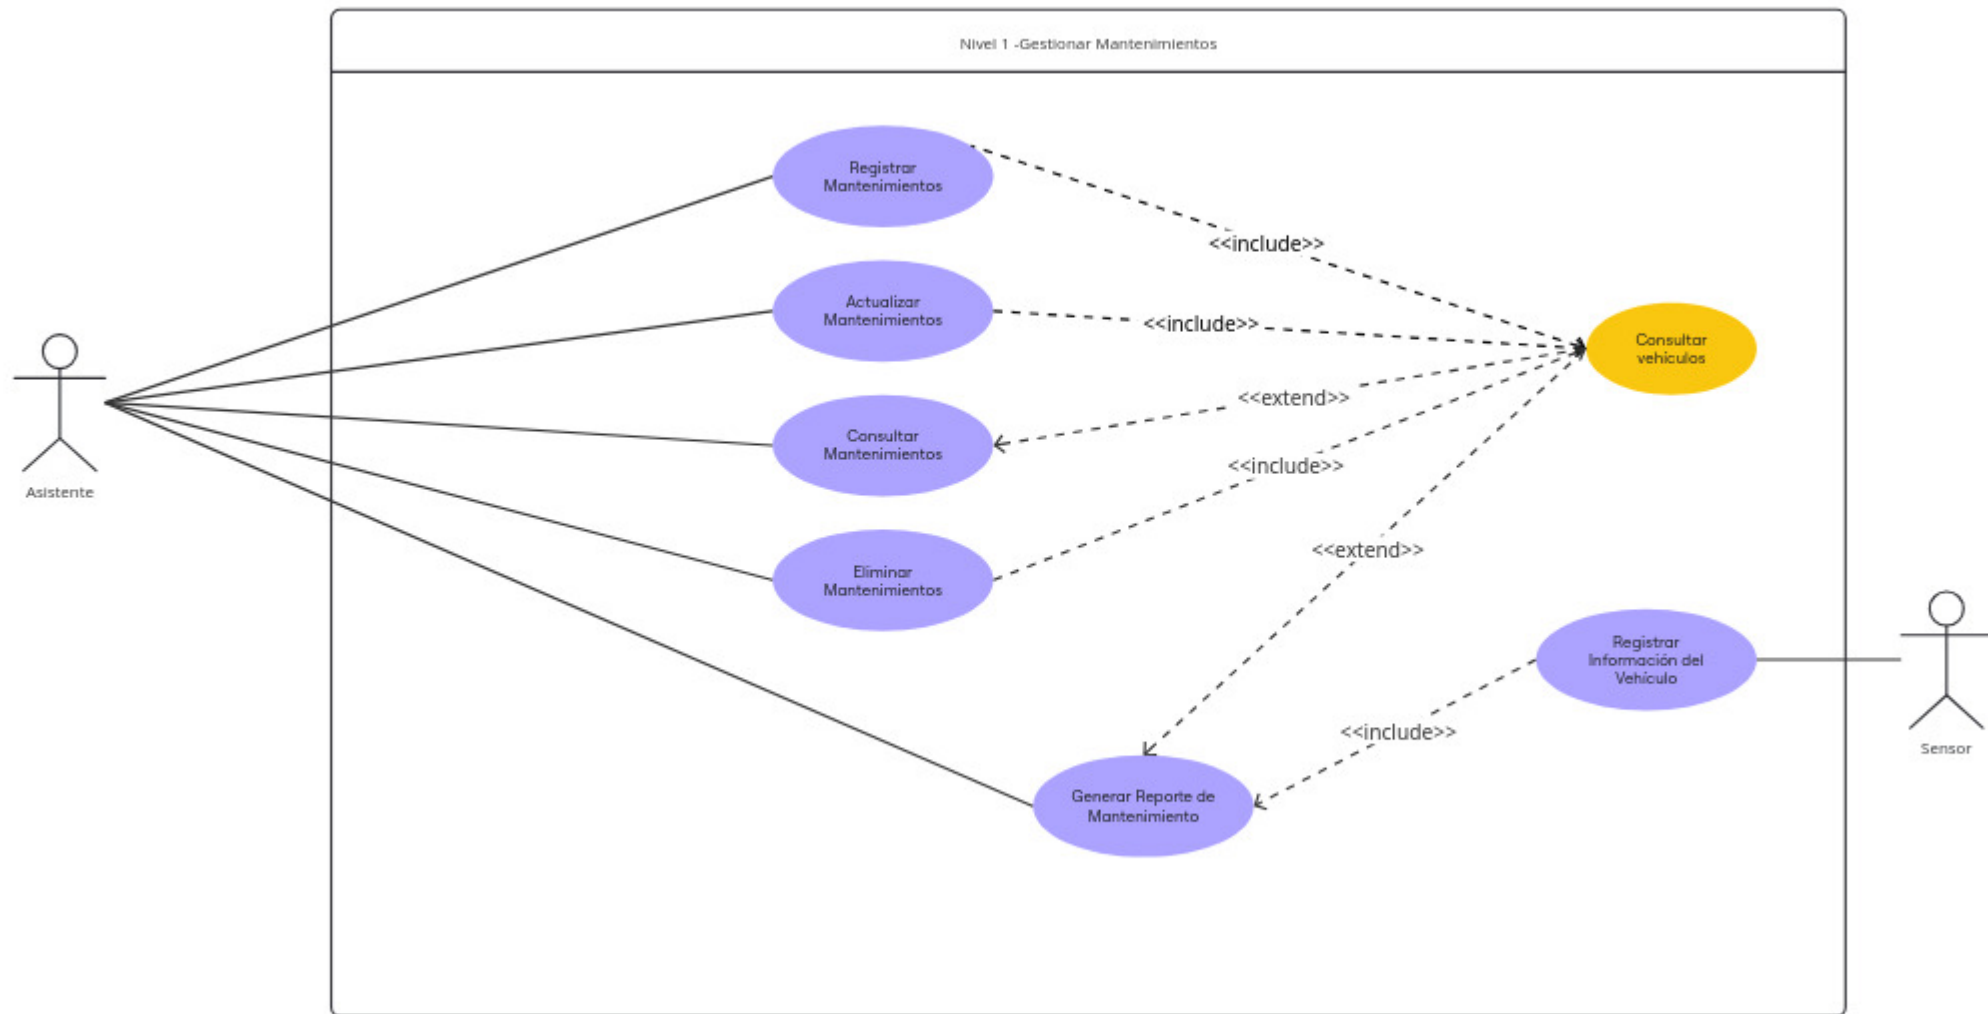 Nivel 1 -Gestionar Mantenimientos
Registrar
Mantenimientos
<<include>>
Actualizar
Mantenimientos
<<include>>
Consultar
vehículos
<<extend>>
Consultar
Mantenimientos
<<include>>
Asistente
<<extend>>
Eliminar
Mantenimientos
Registrar
Información del
Vehículo
<<include>>
Sensor
Generar Reporte de
Mantenimiento